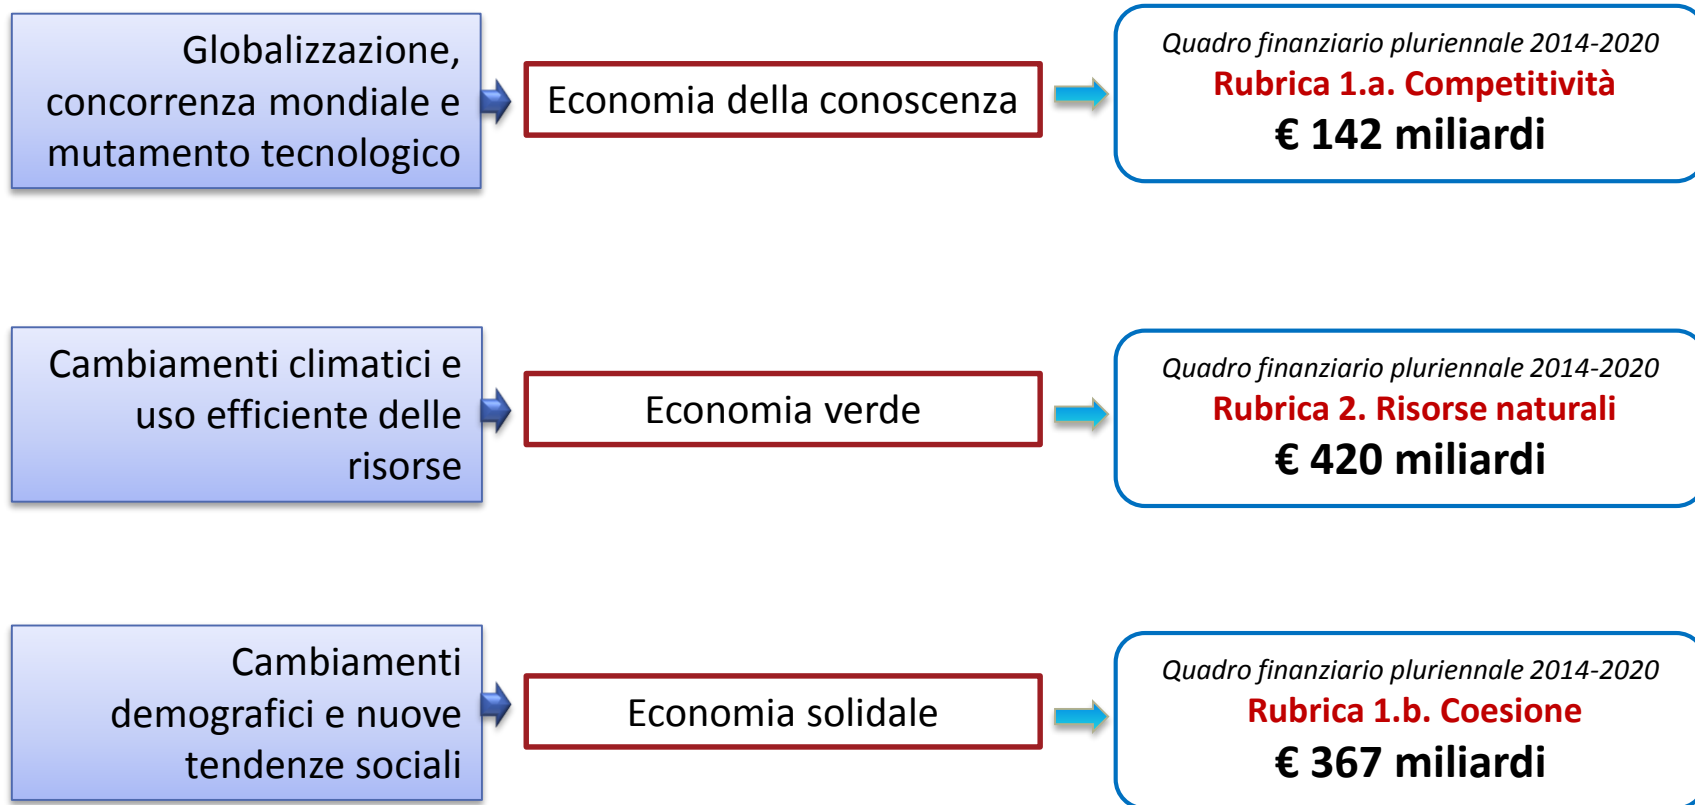 Globalizzazione,
concorrenza mondiale e
mutamento tecnologico
Economia della conoscenza
Quadro finanziario pluriennale 2014-2020
Rubrica 1.a. Competitività
€ 142 miliardi
Cambiamenti climatici e
uso efficiente delle
risorse
Economia verde
Quadro finanziario pluriennale 2014-2020
Rubrica 2. Risorse naturali
€ 420 miliardi
Cambiamenti
demografici e nuove
tendenze sociali
Economia solidale
Quadro finanziario pluriennale 2014-2020
Rubrica 1.b. Coesione
€ 367 miliardi